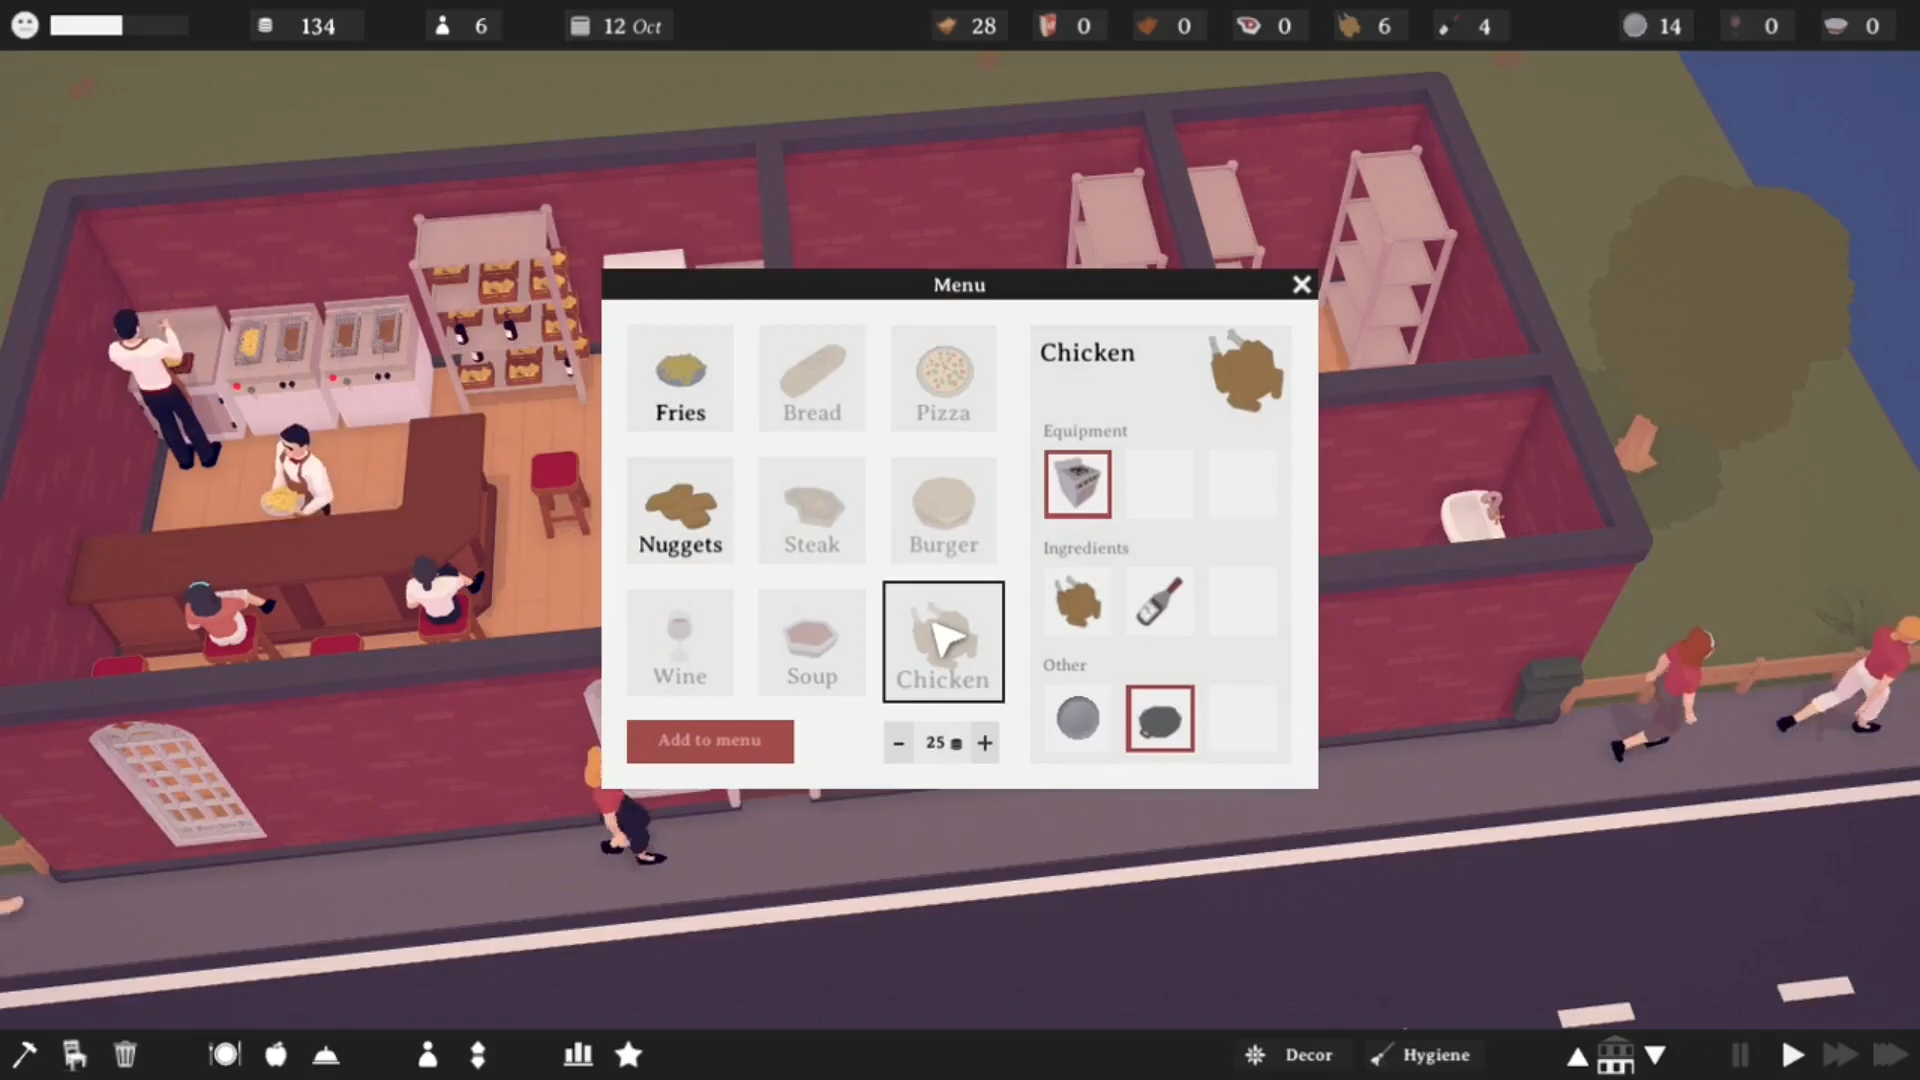 134
6
12 Oct
28
0
0
0
6
4
14
0
0
Menu
Fries
Bread
Pizza
Nuggets
Steak
Burger
Wine
Soup
Chicken
Add to menu
- 25 +
Chicken
Equipment
Ingredients
Other
Decor
Hygiene